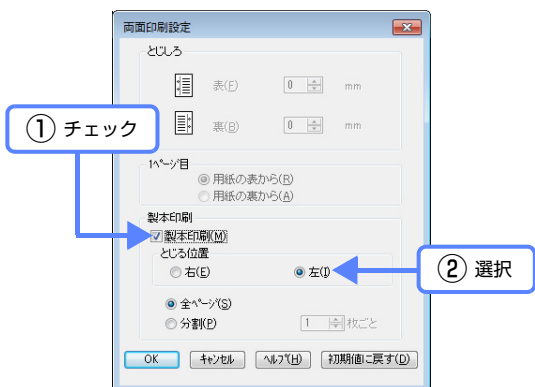 両面印刷設定
とじしろ
表(F) 0 mm
裏(B) 0 mm
① チェック
1ページ目
用紙の表から(R)
用紙の裏から(A)
製本印刷
製本印刷(M)
とじる位置
右(E) 左(I)
② 選択
全ページ(S)
分割(P) 1 枚ごと
OK キャンセル ヘルプ(H) 初期値に戻す(D)